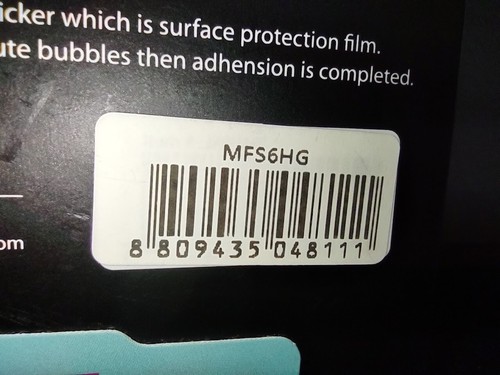 icker which is surface protection film.
ute bubbles then adhension is completed.
MFS6HG
8 809435 048111
om